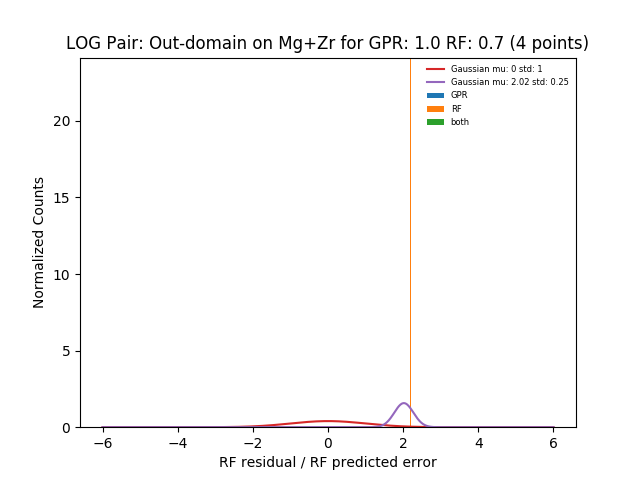 LOG Pair: Out-domain on Mg+Zr for GPR: 1.0 RF: 0.7 (4 points)
Gaussian mu: 0 std: 1
Gaussian mu: 2.02 std: 0.25
GPR
RF
both
Normalized Counts
20
15
10
5
0
−6
−4
−2
0
2
4
6
RF residual / RF predicted error